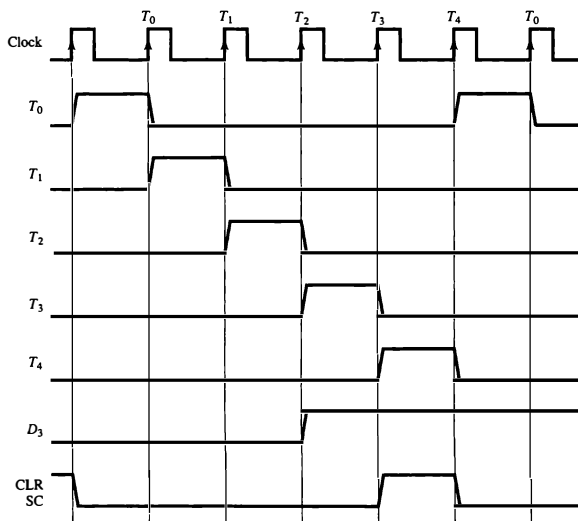 T₀ T₁ T₂ T₃ T₄ T₀
Clock
T₀
T₁
T₂
T₃
T₄
D₃
CLR
SC